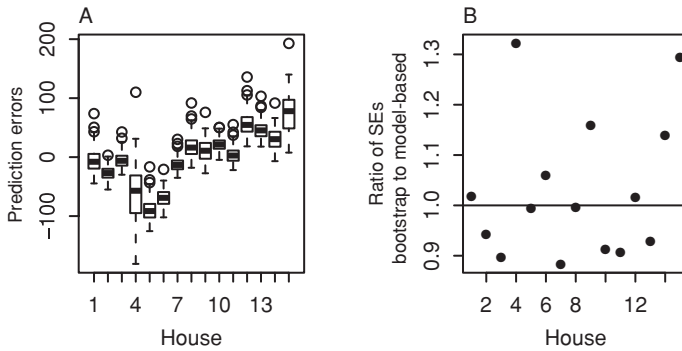 A
Prediction errors
200
100
0
−100
1
4
7
10
13
House
B
Ratio of SEs
bootstrap to model-based
1.3
1.2
1.1
1.0
0.9
2
4
6
8
12
House